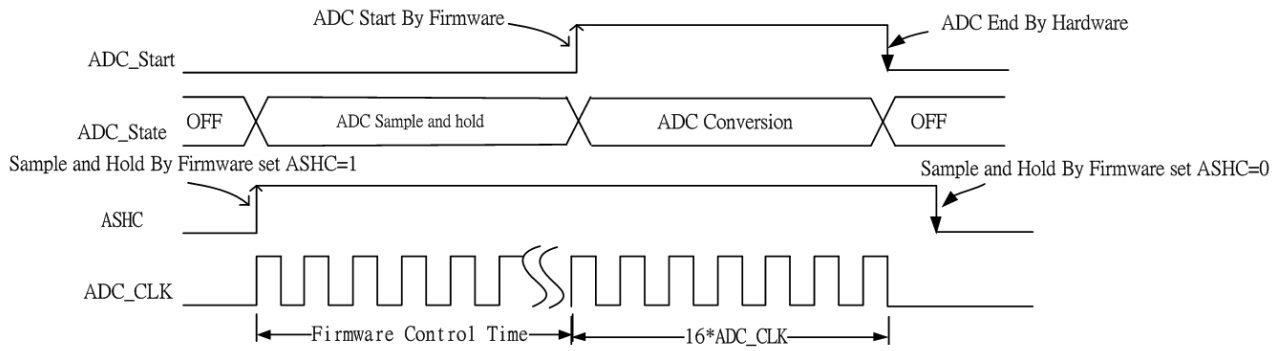 ADC Start By Firmware
ADC End By Hardware
ADC_Start
OFF
ADC Sample and hold
ADC Conversion
OFF
ADC_State
Sample and Hold By Firmware set ASHC=1
Sample and Hold By Firmware set ASHC=0
ASHC
ADC_CLK
Firmware Control Time
16*ADC_CLK